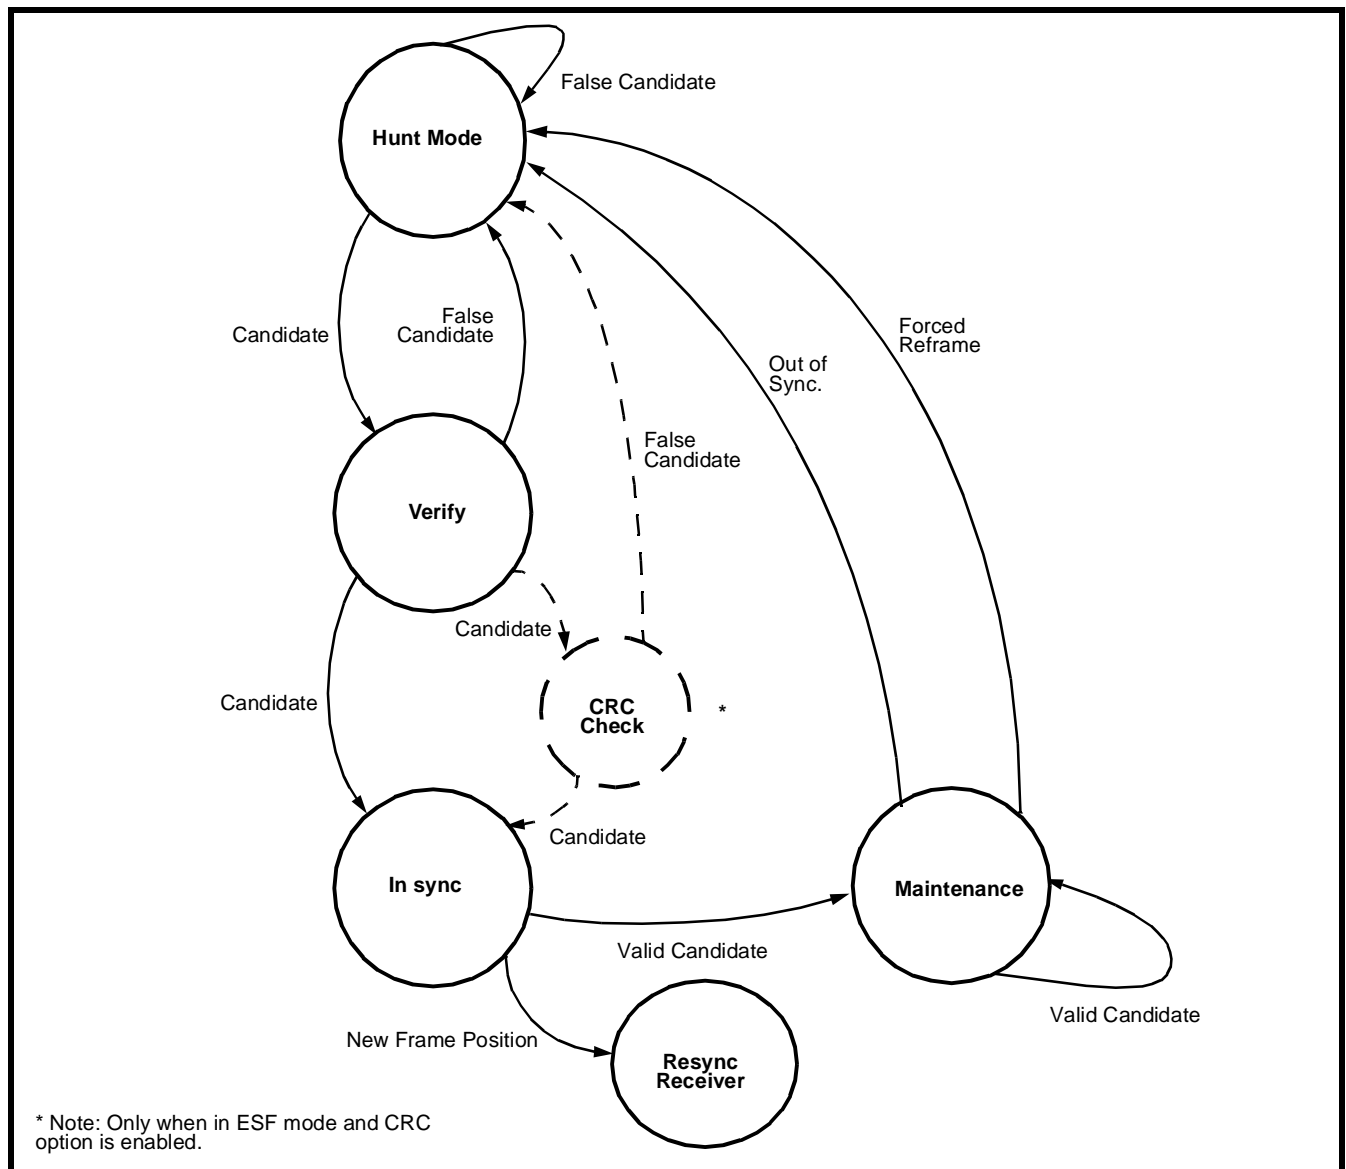 False Candidate
Hunt Mode
False
Candidate
Candidate
Forced
Reframe
Out of
Sync.
False
Candidate
Verify
Candidate
Candidate
CRC
Check
*
Candidate
In sync
Maintenance
Valid Candidate
Valid Candidate
New Frame Position
Resync
Receiver
* Note: Only when in ESF mode and CRC
option is enabled.